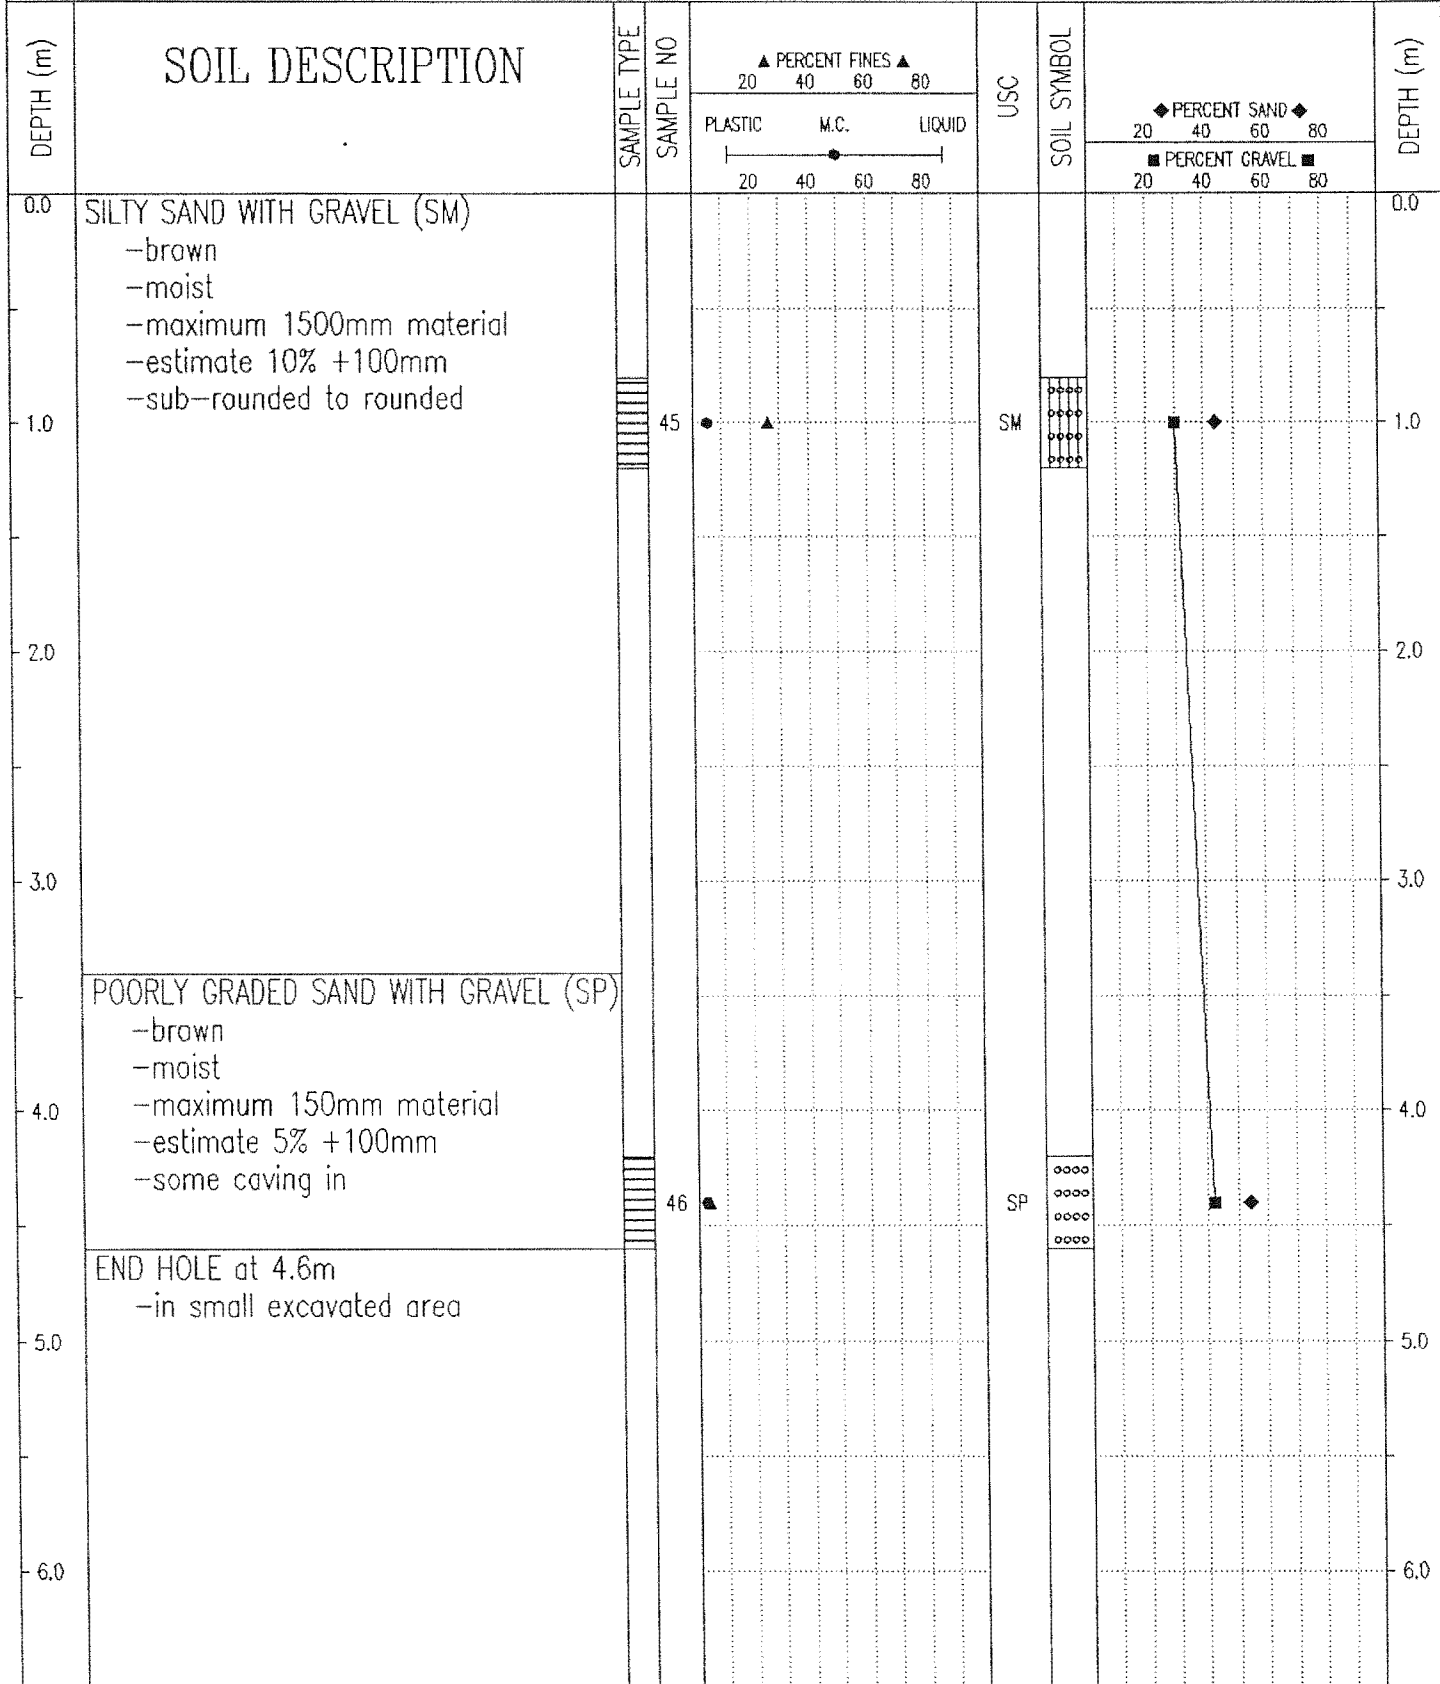 DEPTH (m)
SOIL DESCRIPTION
SAMPLE TYPE
SAMPLE NO
▲ PERCENT FINES ▲
20 40 60 80
PLASTIC M.C. LIQUID
20 40 60 80
USC
SOIL SYMBOL
◆ PERCENT SAND ◆
20 40 60 80
■ PERCENT GRAVEL ■
20 40 60 80
DEPTH (m)
0.0 SILTY SAND WITH GRAVEL (SM) 0.0
-brown
-moist
-maximum 1500mm material
-estimate 10% +100mm
-sub-rounded to rounded
1.0 45 SM 1.0
2.0 2.0
3.0 3.0
POORLY GRADED SAND WITH GRAVEL (SP)
-brown
-moist
-maximum 150mm material
4.0 4.0
-estimate 5% +100mm
-some caving in
46 SP
END HOLE at 4.6m
-in small excavated area
5.0 5.0
6.0 6.0